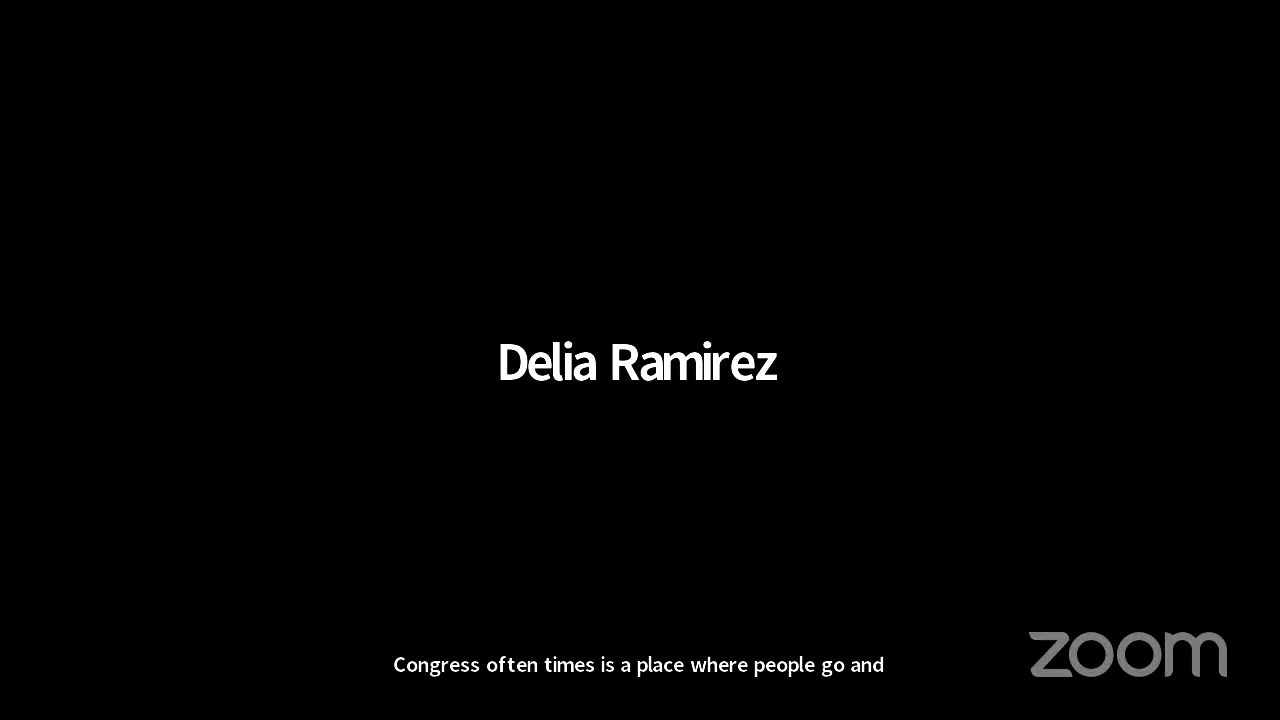 Delia Ramirez
Congress often times is a place where people go and
zoom